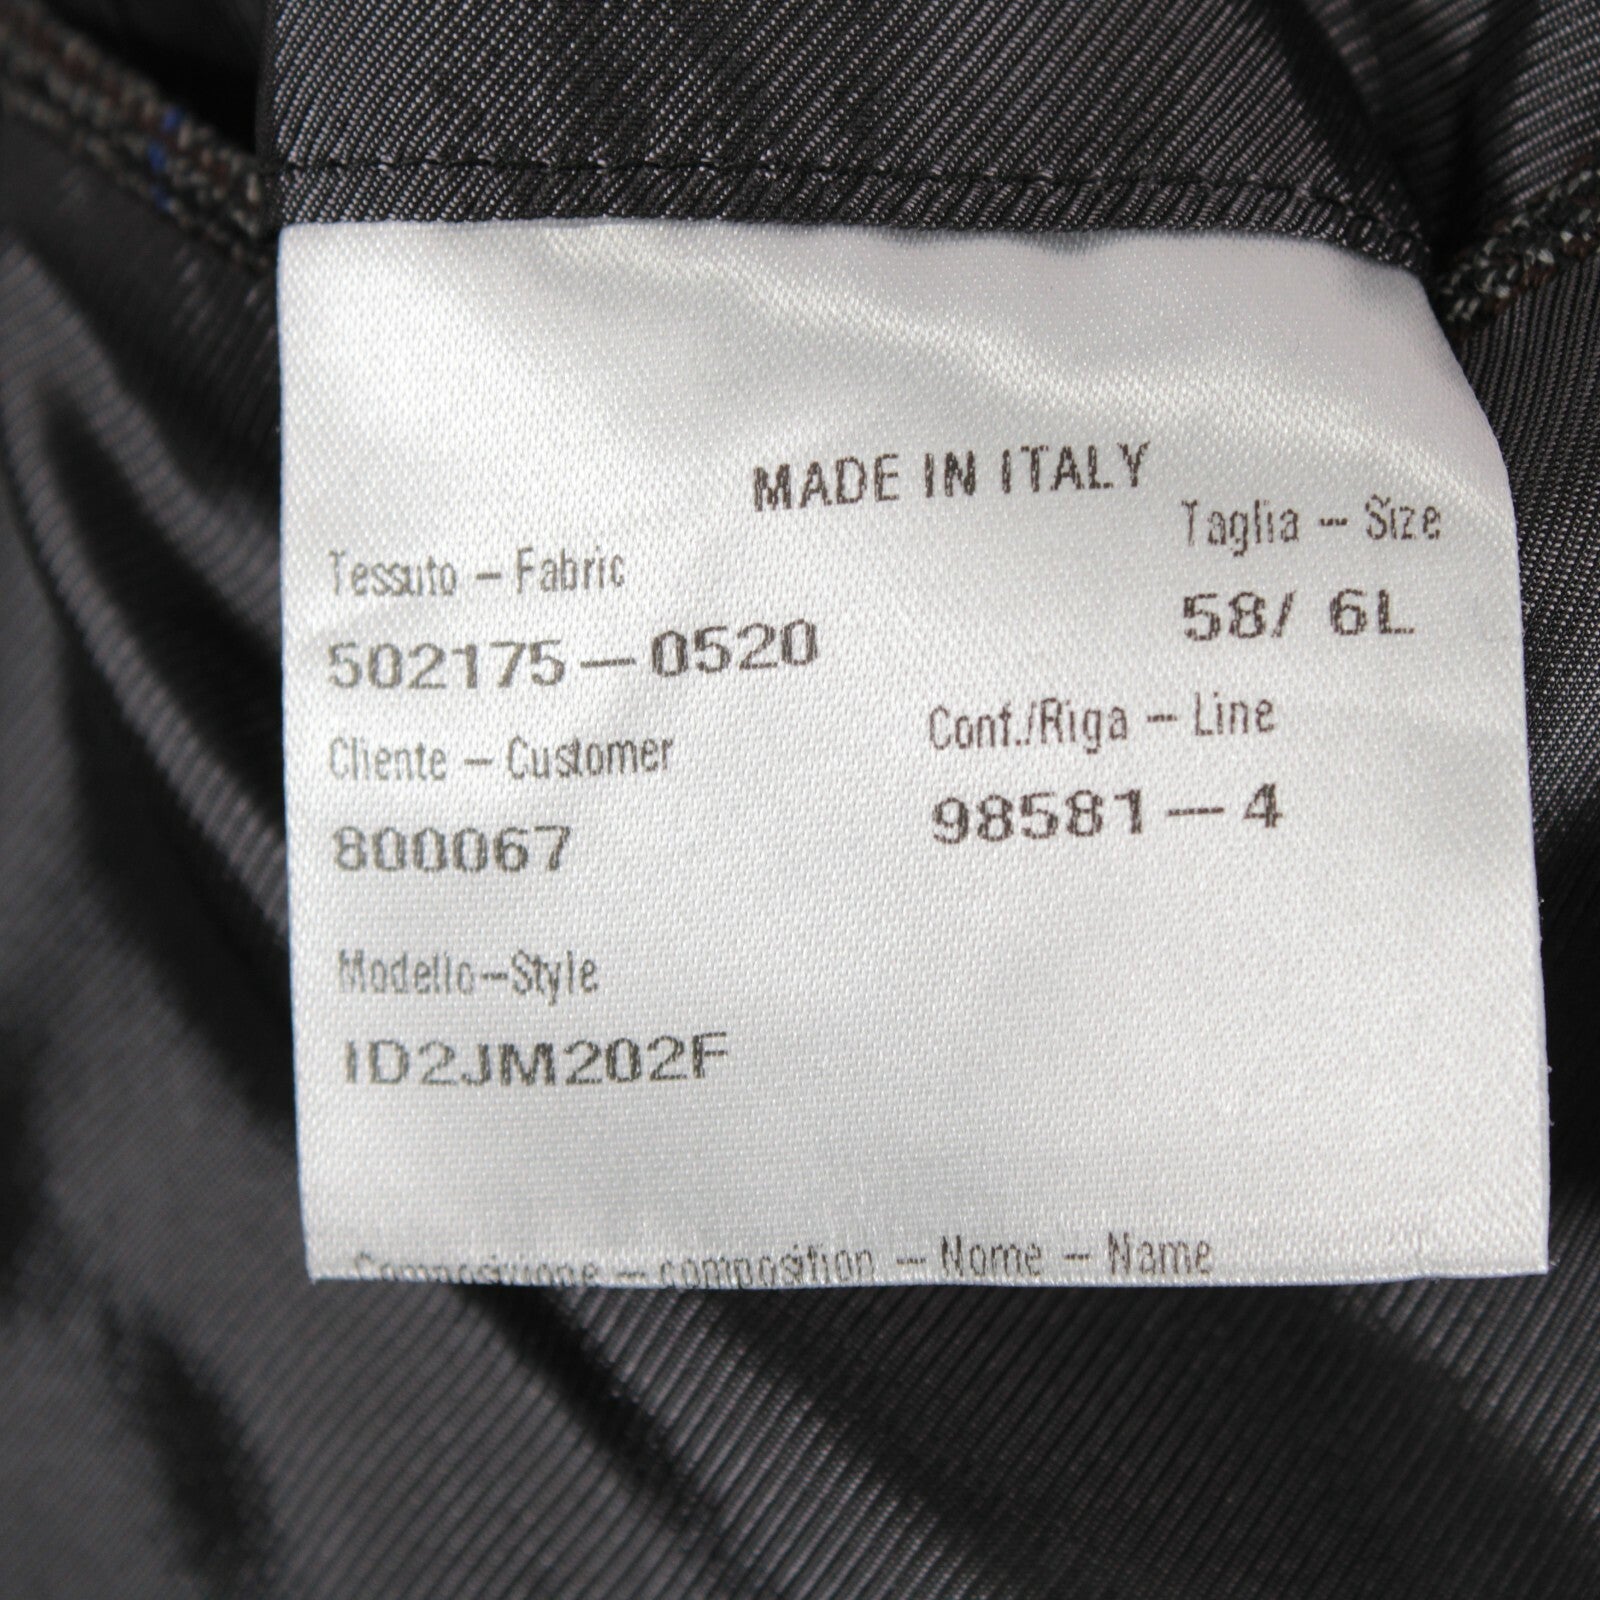 MADE IN ITALY
Taglia - Size
58/ 6L
Tessuto - Fabric
502175-0520
Conf./Riga - Line
98581-4
Cliente - Customer
800067
Modello-Style
ID2JM202F
Composizione - composition - Nome - Name